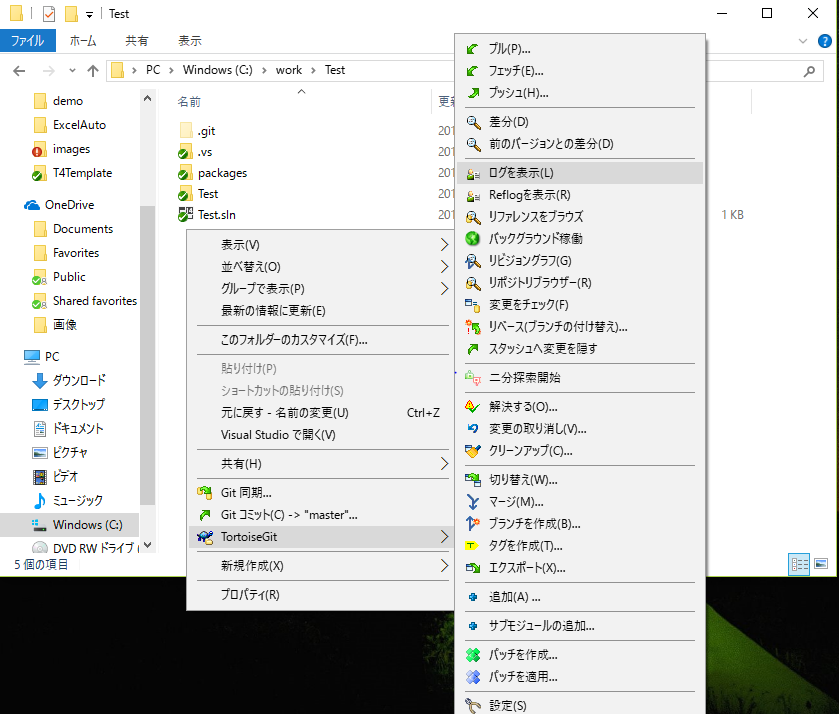 Test
ファイル
ホーム
共有
表示
PC
Windows (C:)
work
Test
demo
ExcelAuto
images
T4Template
OneDrive
Documents
Favorites
Public
Shared favorites
画像
PC
ダウンロード
デスクトップ
ドキュメント
ピクチャ
ビデオ
ミュージック
Windows (C:)
DVD RW ドライブ (
5 個の項目
名前
更新
.git
201
.vs
201
packages
201
Test
201
Test.sln
201
1 KB
表示(V)
並べ替え(O)
グループで表示(P)
最新の情報に更新(E)
このフォルダーのカスタマイズ(F)...
貼り付け(P)
ショートカットの貼り付け(S)
元に戻す - 名前の変更(U)
Ctrl+Z
Visual Studio で開く(V)
共有(H)
Git 同期...
Git コミット(C) -> "master"...
TortoiseGit
新規作成(X)
プロパティ(R)
プル(P)...
フェッチ(E)...
プッシュ(H)...
差分(D)
前のバージョンとの差分(D)
ログを表示(L)
Reflogを表示(R)
リファレンスをブラウズ
バックグラウンド稼働
リビジョングラフ(G)
リポジトリブラウザー(R)
変更をチェック(F)
リベース(ブランチの付け替え)...
スタッシュへ変更を隠す
二分探索開始
解決する(O)...
変更の取り消し(V)...
クリーンアップ(C)...
切り替え(W)...
マージ(M)...
ブランチを作成(B)...
タグを作成(T)...
エクスポート(X)...
追加(A) ...
サブモジュールの追加...
パッチを作成...
パッチを適用...
設定(S)